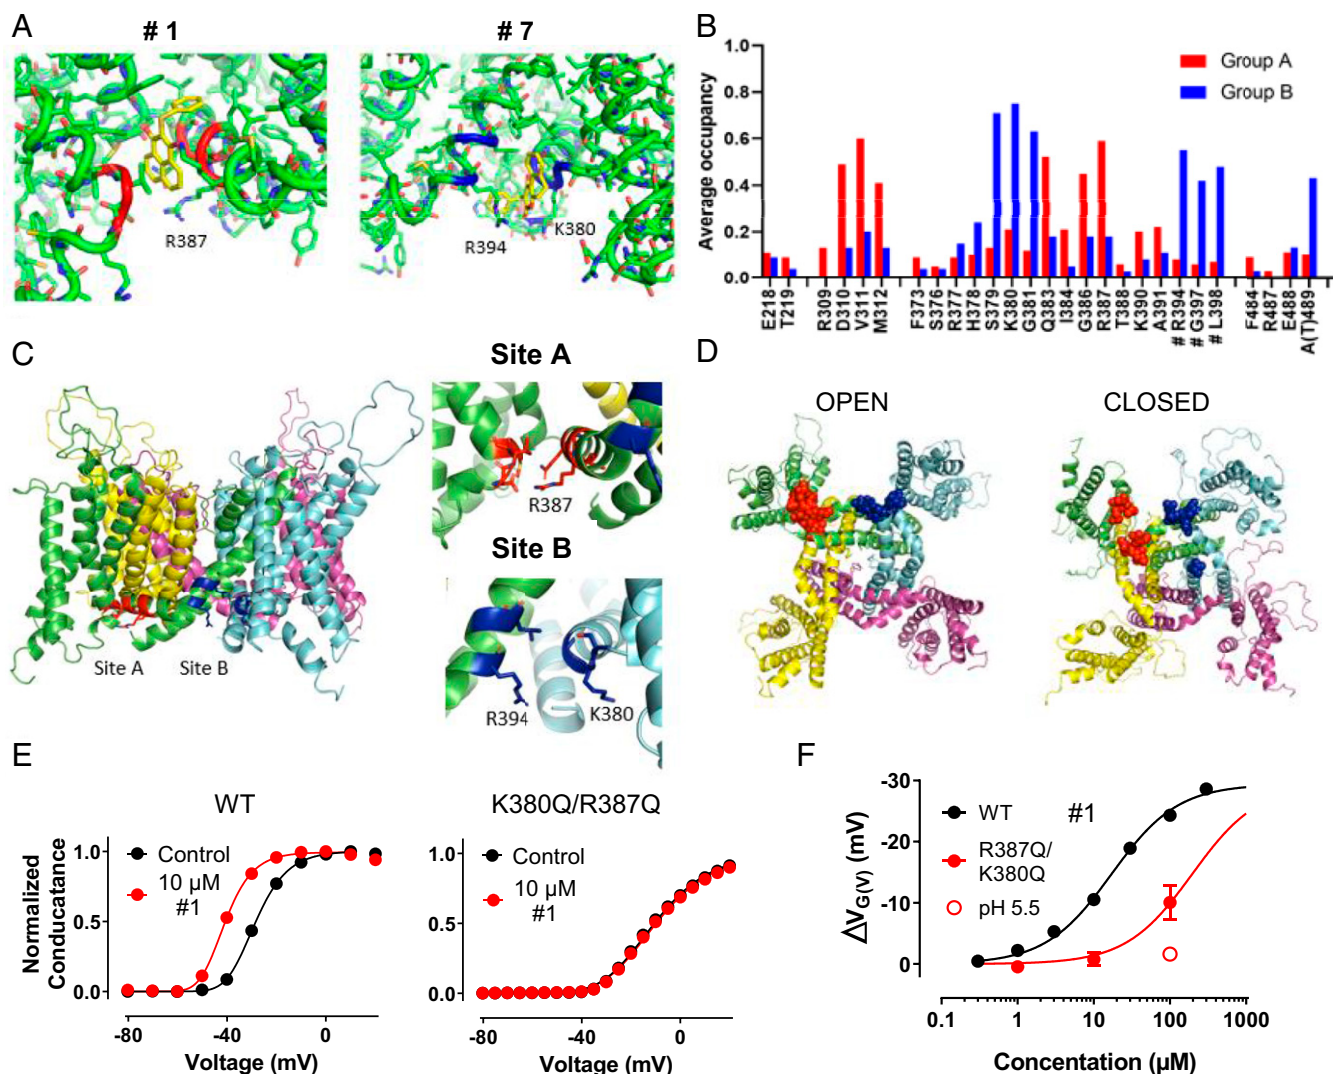 A
# 1
# 7
R387
R394
K380
B
Average occupancy
1.0
0.8
0.6
0.4
0.2
0.0
Group A
Group B
E218
T219
R309
D310
V311
M312
F373
S376
R377
H378
S379
K380
G381
Q383
I384
G386
R387
T388
K390
A391
# R394
# G397
# L398
F484
R487
E488
A(T)489
C
Site A
Site B
Site A
R387
Site B
R394
K380
D
OPEN
CLOSED
E
WT
Normalized
Conducatance
1.0
0.5
0.0
Control
10 µM
#1
-80
-40
0
Voltage (mV)
K380Q/R387Q
1.0
0.5
0.0
Control
10 µM
#1
-80
-40
0
Voltage (mV)
F
ΔVG(V) (mV)
-30
-20
-10
0
WT
#1
R387Q/
K380Q
pH 5.5
0.1
1
10
100
1000
Concentation (µM)